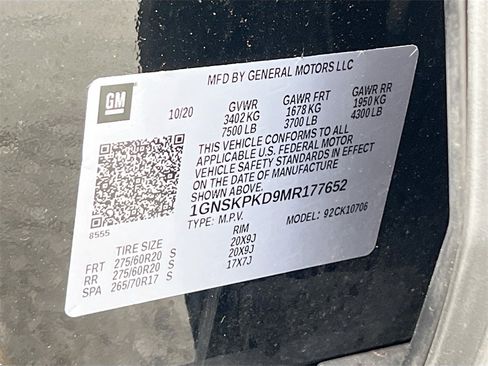 MFD BY GENERAL MOTORS LLC
GM
10/20
GVWR GAWR FRT GAWR RR
3402 KG 1678 KG 1950 KG
7500 LB 3700 LB 4300 LB
THIS VEHICLE CONFORMS TO ALL
APPLICABLE U.S. FEDERAL MOTOR
VEHICLE SAFETY STANDARDS IN EFFECT
ON THE DATE OF MANUFACTURE
SHOWN ABOVE.
1GNSKPKD9MR177652
TYPE: M.P.V. MODEL: 92CK10706
8555
TIRE SIZE RIM
FRT 275/60R20 S 20X9J
RR 275/60R20 S 20X9J
SPA 265/70R17 S 17X7J